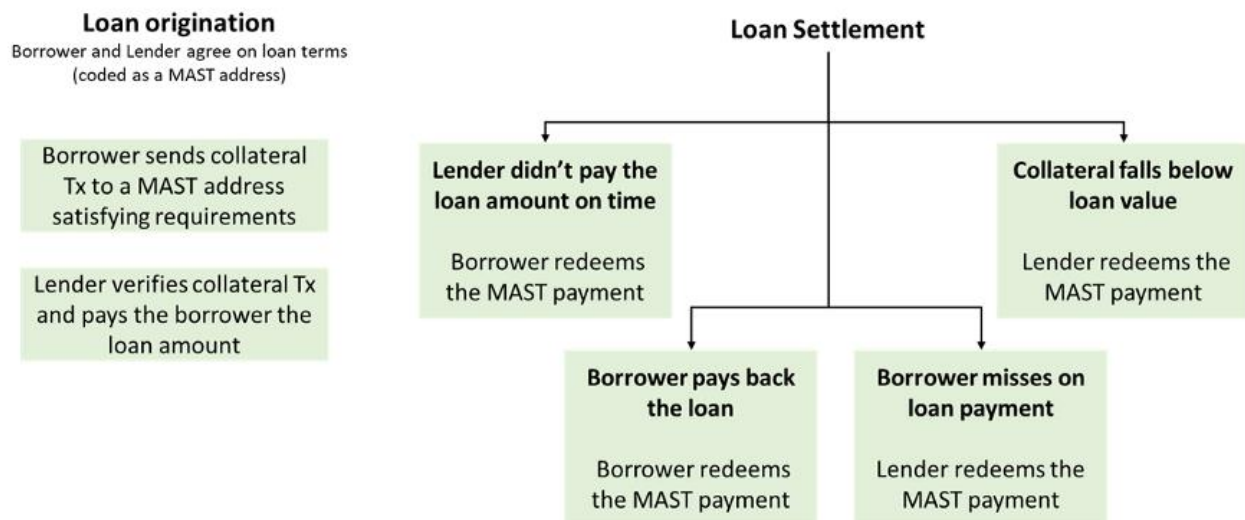 Loan origination
Borrower and Lender agree on loan terms
(coded as a MAST address)
Borrower sends collateral
Tx to a MAST address
satisfying requirements
Lender verifies collateral Tx
and pays the borrower the
loan amount
Loan Settlement
Lender didn't pay the
loan amount on time
Borrower redeems
the MAST payment
Collateral falls below
loan value
Lender redeems the
MAST payment
Borrower pays back
the loan
Borrower redeems
the MAST payment
Borrower misses on
loan payment
Lender redeems the
MAST payment